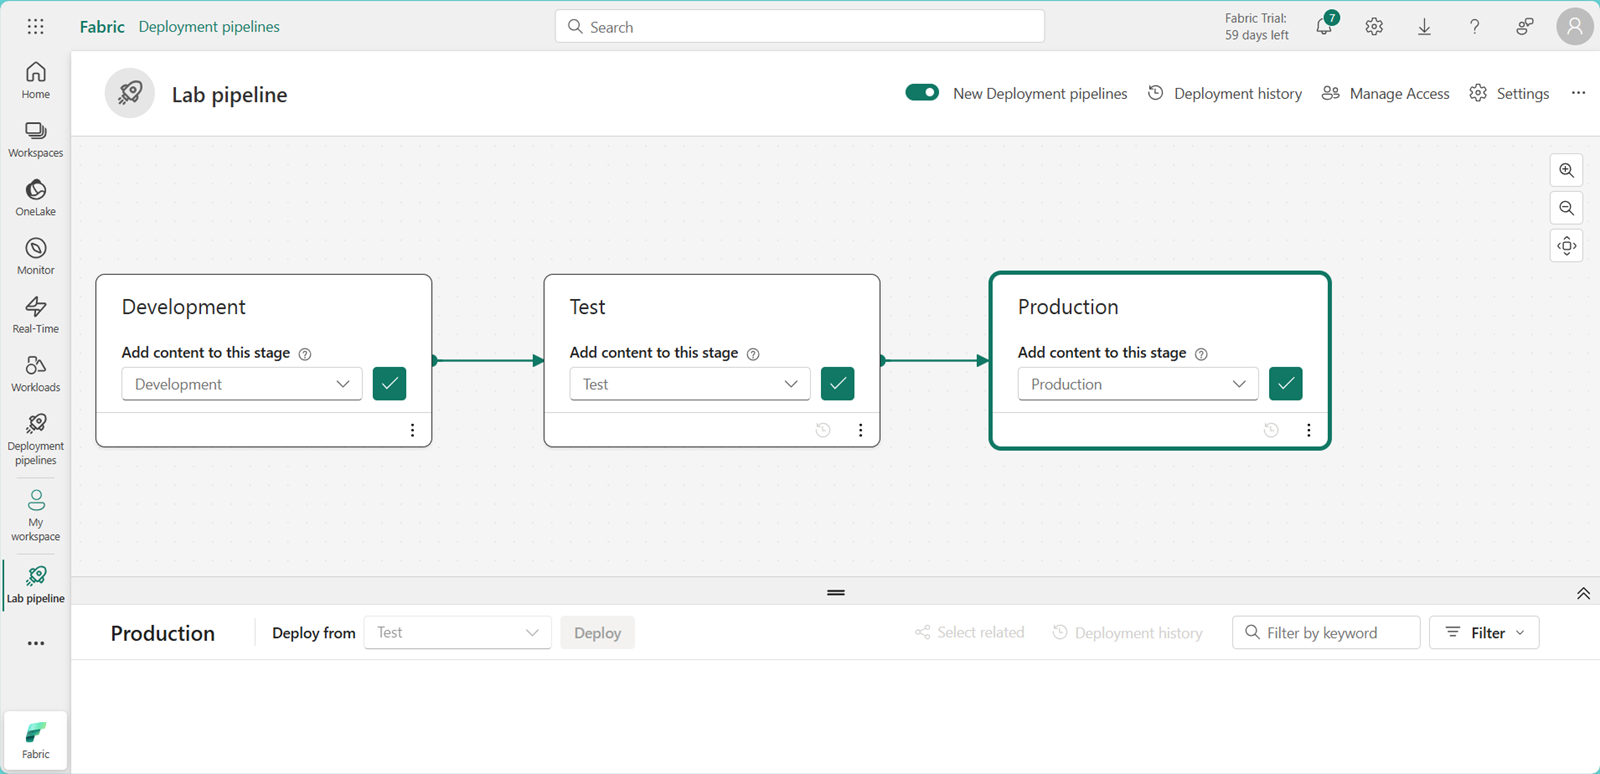 Fabric Deployment pipelines
Search
Fabric Trial:
59 days left
7
?
Home
Workspaces
OneLake
Monitor
Real-Time
Workloads
Deployment
pipelines
My
workspace
Lab pipeline
Fabric
Lab pipeline
New Deployment pipelines
Deployment history
Manage Access
Settings
Development
Add content to this stage
Development
Test
Add content to this stage
Test
Production
Add content to this stage
Production
Production
Deploy from
Test
Deploy
Select related
Deployment history
Filter by keyword
Filter